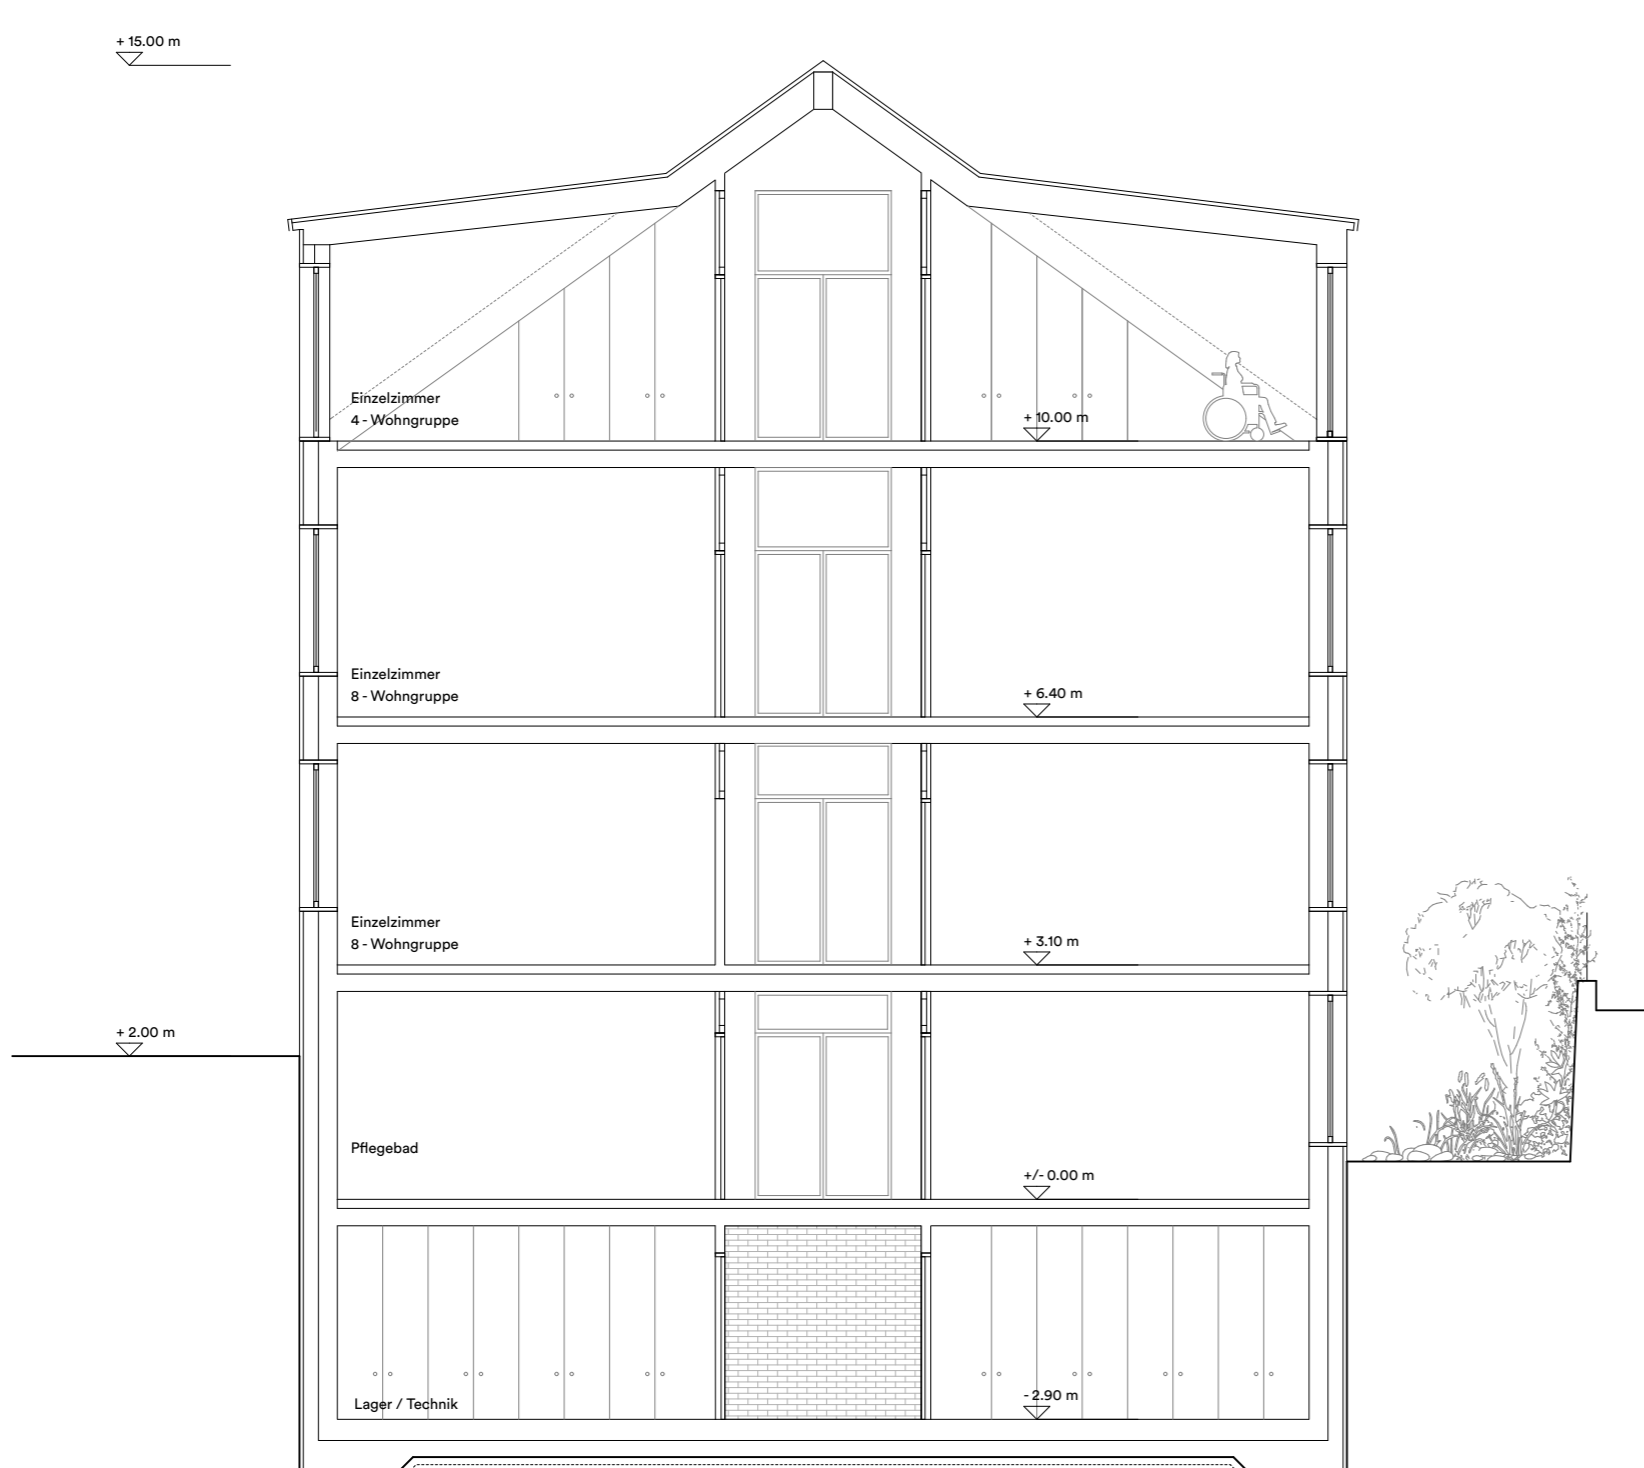 + 15.00 m
Einzelzimmer
4 - Wohngruppe
+ 10.00 m
Einzelzimmer
8 - Wohngruppe
+ 6.40 m
Einzelzimmer
8 - Wohngruppe
+ 3.10 m
+ 2.00 m
Pflegebad
+/- 0.00 m
Lager / Technik
- 2.90 m